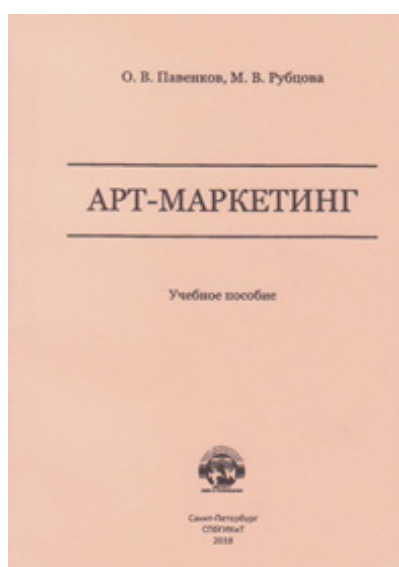 О. В. Павенков, М. В. Рубцова
АРТ-МАРКЕТИНГ
Учебное пособие
Санкт-Петербург
СПбГИКиТ
2018